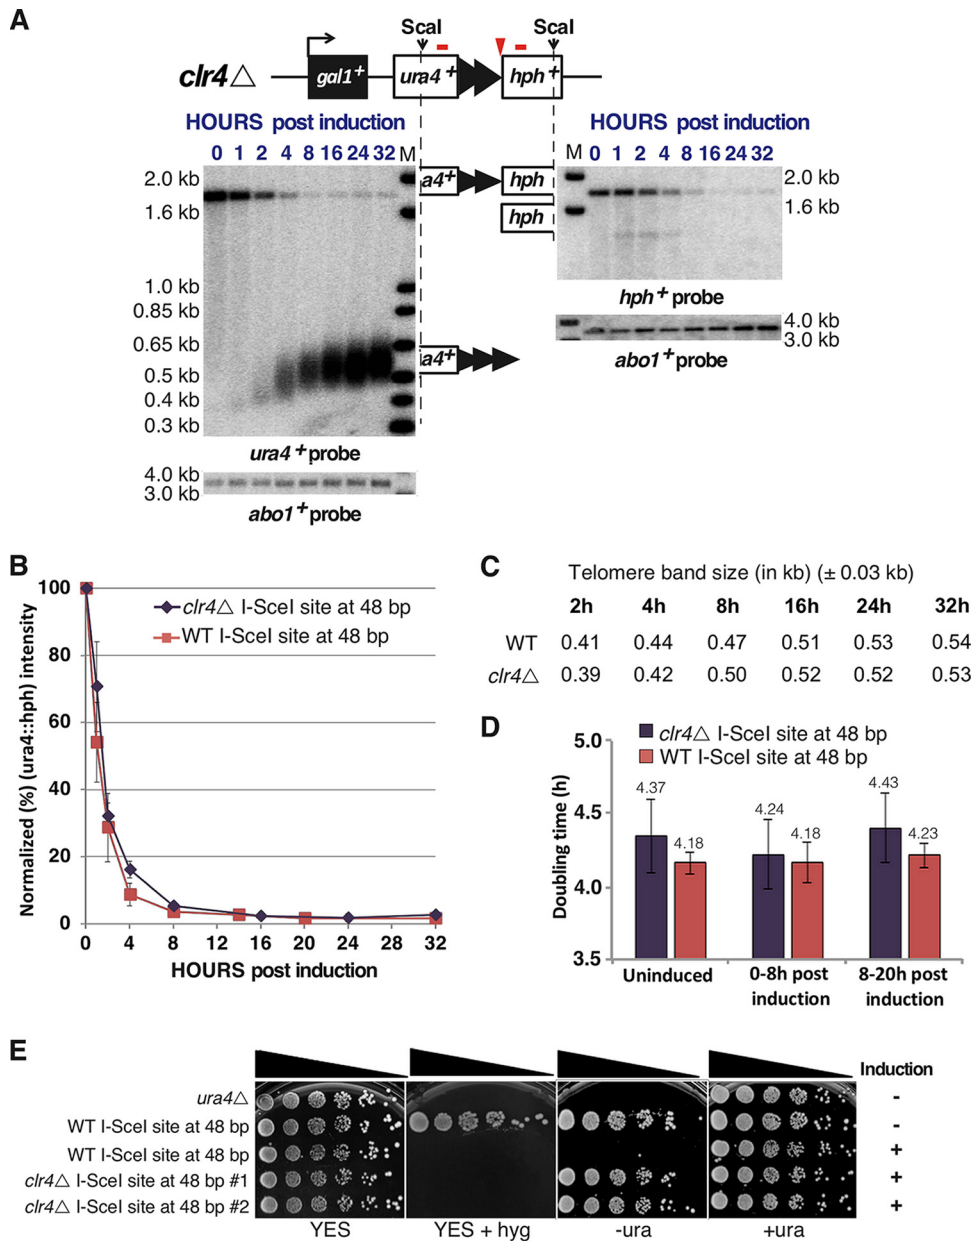 A
ScaI ScaI
clr4△ gal1+ ura4+ hph+
HOURS post induction
0 1 2 4 8 16 24 32 M
2.0 kb
1.6 kb
1.0 kb
0.85 kb
0.65 kb
0.5 kb
0.4 kb
0.3 kb
ura4+ probe
4.0 kb
3.0 kb
abo1+ probe
a4+ hph
hph
a4+
HOURS post induction
M 0 1 2 4 8 16 24 32
2.0 kb
1.6 kb
hph+ probe
4.0 kb
3.0 kb
abo1+ probe
B
Normalized (%) (ura4::hph) intensity
100
80
60
40
20
0
clr4△ I-SceI site at 48 bp
WT I-SceI site at 48 bp
0 4 8 12 16 20 24 28 32
HOURS post induction
C
Telomere band size (in kb) (± 0.03 kb)
2h 4h 8h 16h 24h 32h
WT 0.41 0.44 0.47 0.51 0.53 0.54
clr4△ 0.39 0.42 0.50 0.52 0.52 0.53
D
clr4△ I-SceI site at 48 bp
WT I-SceI site at 48 bp
Doubling time (h)
5.0
4.5
4.0
3.5
4.37 4.18 4.24 4.18 4.43 4.23
Uninduced
0-8h post induction
8-20h post induction
E
Induction
ura4△ -
WT I-SceI site at 48 bp -
WT I-SceI site at 48 bp +
clr4△ I-SceI site at 48 bp #1 +
clr4△ I-SceI site at 48 bp #2 +
YES YES + hyg -ura +ura